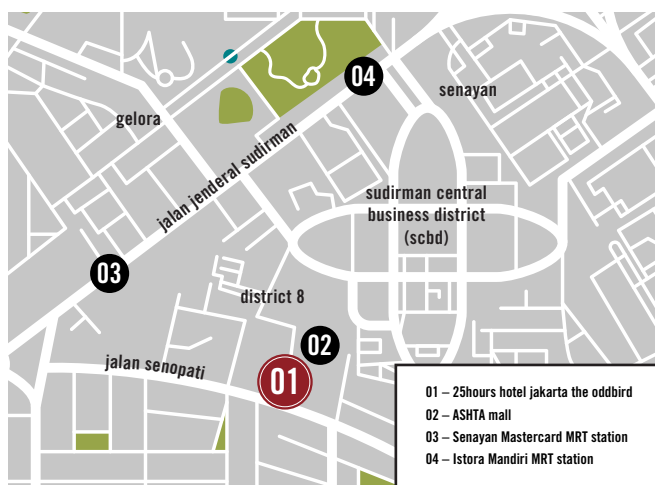 04
senayan
gelora
jalan jenderal sudirman
sudirman central
business district
(scbd)
03
district 8
02
jalan senopati
01
01 – 25hours hotel jakarta the oddbird
02 – ASHTA mall
03 – Senayan Mastercard MRT station
04 – Istora Mandiri MRT station